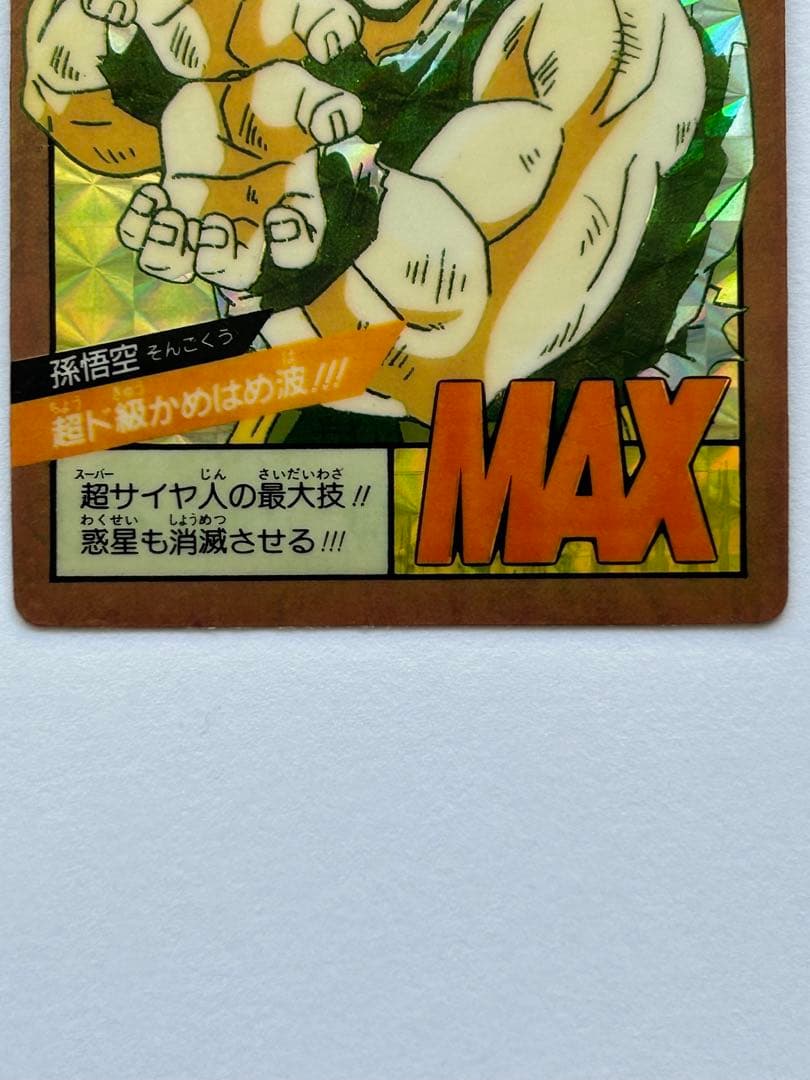 孫悟空 そんごくう
超ド級かめはめ波!!!
超サイヤ人の最大技!!
惑星も消滅させる!!!
MAX
スーパー じん さいだいわざ
わくせい しょうめつ
ちょう きゅう は